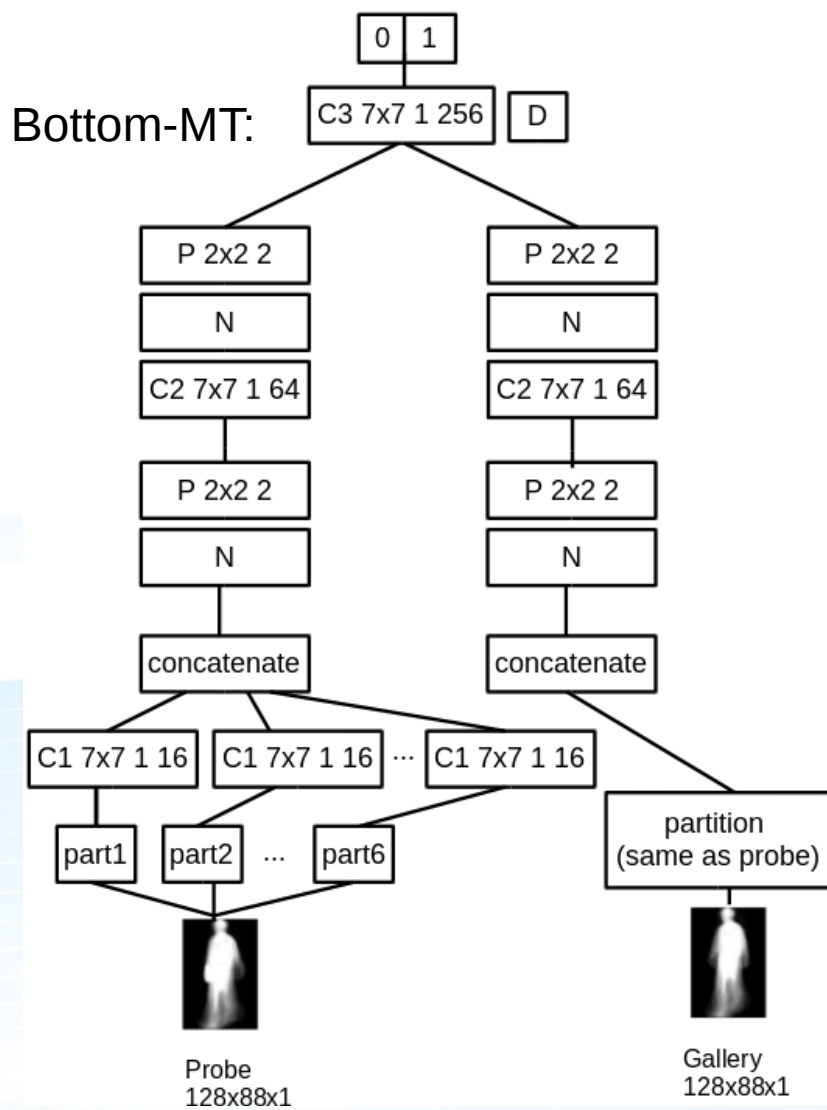 0 1
Bottom-MT:
C3 7x7 1 256 D
P 2x2 2 P 2x2 2
N N
C2 7x7 1 64 C2 7x7 1 64
P 2x2 2 P 2x2 2
N N
concatenate concatenate
C1 7x7 1 16 C1 7x7 1 16 ... C1 7x7 1 16
part1 part2 ... part6
partition
(same as probe)
Probe
128x88x1
Gallery
128x88x1